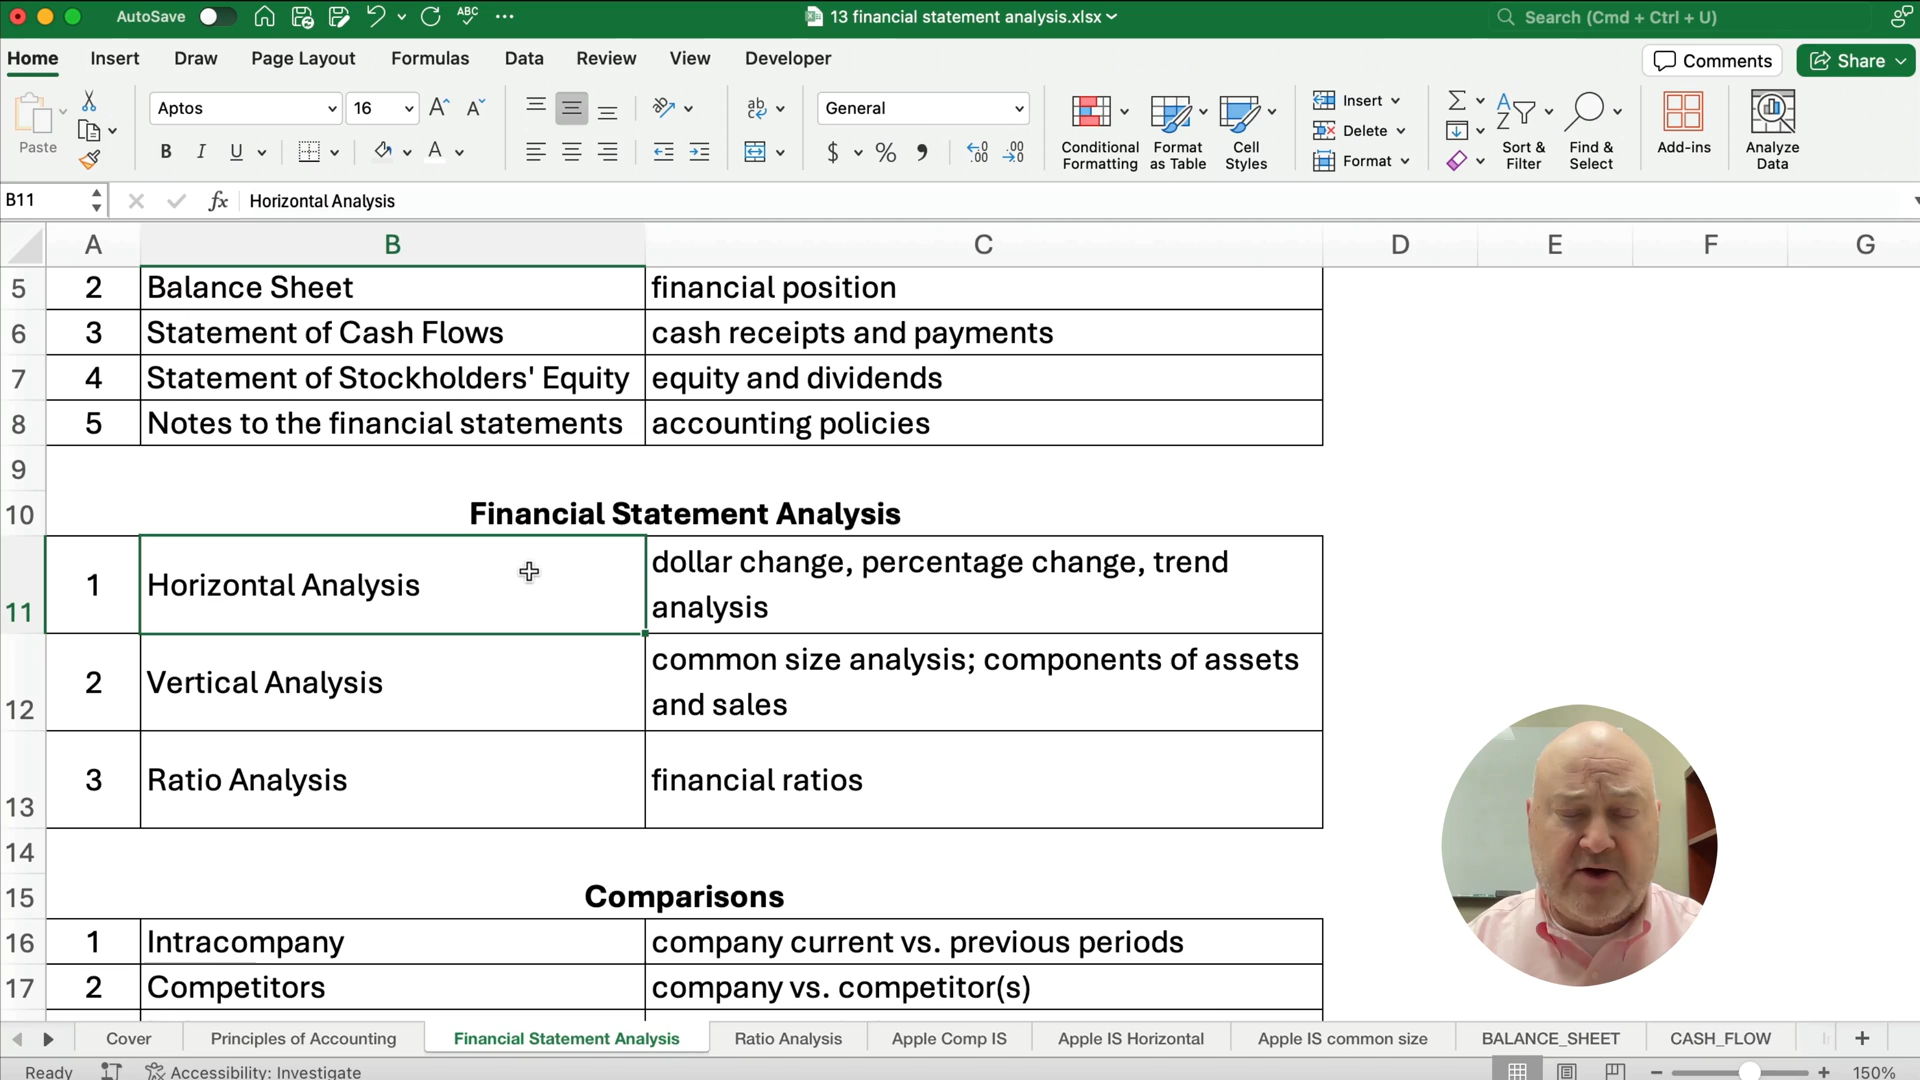 AutoSave
ABC
13 financial statement analysis.xlsx
Search (Cmd + Ctrl + U)
Home Insert Draw Page Layout Formulas Data Review View Developer
Comments Share
Paste
Aptos 16 General
B I U
$ %
Conditional Formatting
Format as Table
Cell Styles
Insert
Delete
Format
Sort & Filter
Find & Select
Add-ins
Analyze Data
B11 fx Horizontal Analysis
A B C D E F G
5 2 Balance Sheet financial position
6 3 Statement of Cash Flows cash receipts and payments
7 4 Statement of Stockholders' Equity equity and dividends
8 5 Notes to the financial statements accounting policies
9
10 Financial Statement Analysis
11 1 Horizontal Analysis dollar change, percentage change, trend
analysis
12 2 Vertical Analysis common size analysis; components of assets
and sales
13 3 Ratio Analysis financial ratios
14
15 Comparisons
16 1 Intracompany company current vs. previous periods
17 2 Competitors company vs. competitor(s)
Cover Principles of Accounting Financial Statement Analysis Ratio Analysis Apple Comp IS Apple IS Horizontal Apple IS common size BALANCE_SHEET CASH_FLOW
Ready Accessibility: Investigate 150%